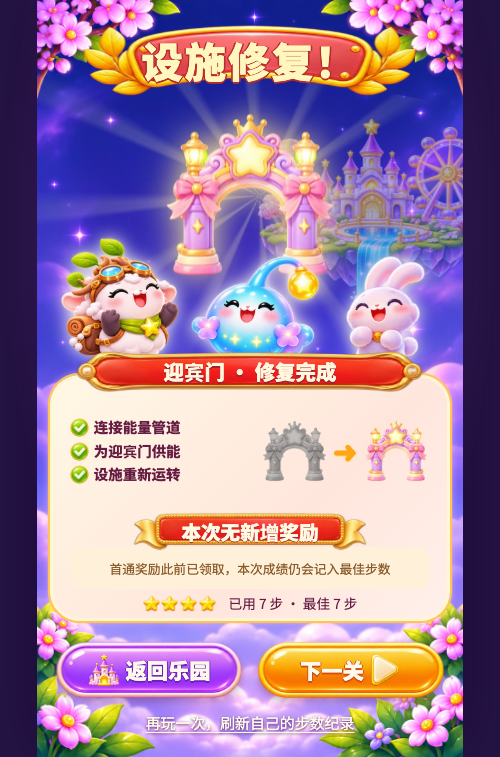 设施修复！
迎宾门 · 修复完成
连接能量管道
为迎宾门供能
设施重新运转
本次无新增奖励
首通奖励此前已领取，本次成绩仍会记入最佳步数
已用 7 步 · 最佳 7 步
返回乐园
下一关
再玩一次，刷新自己的步数纪录